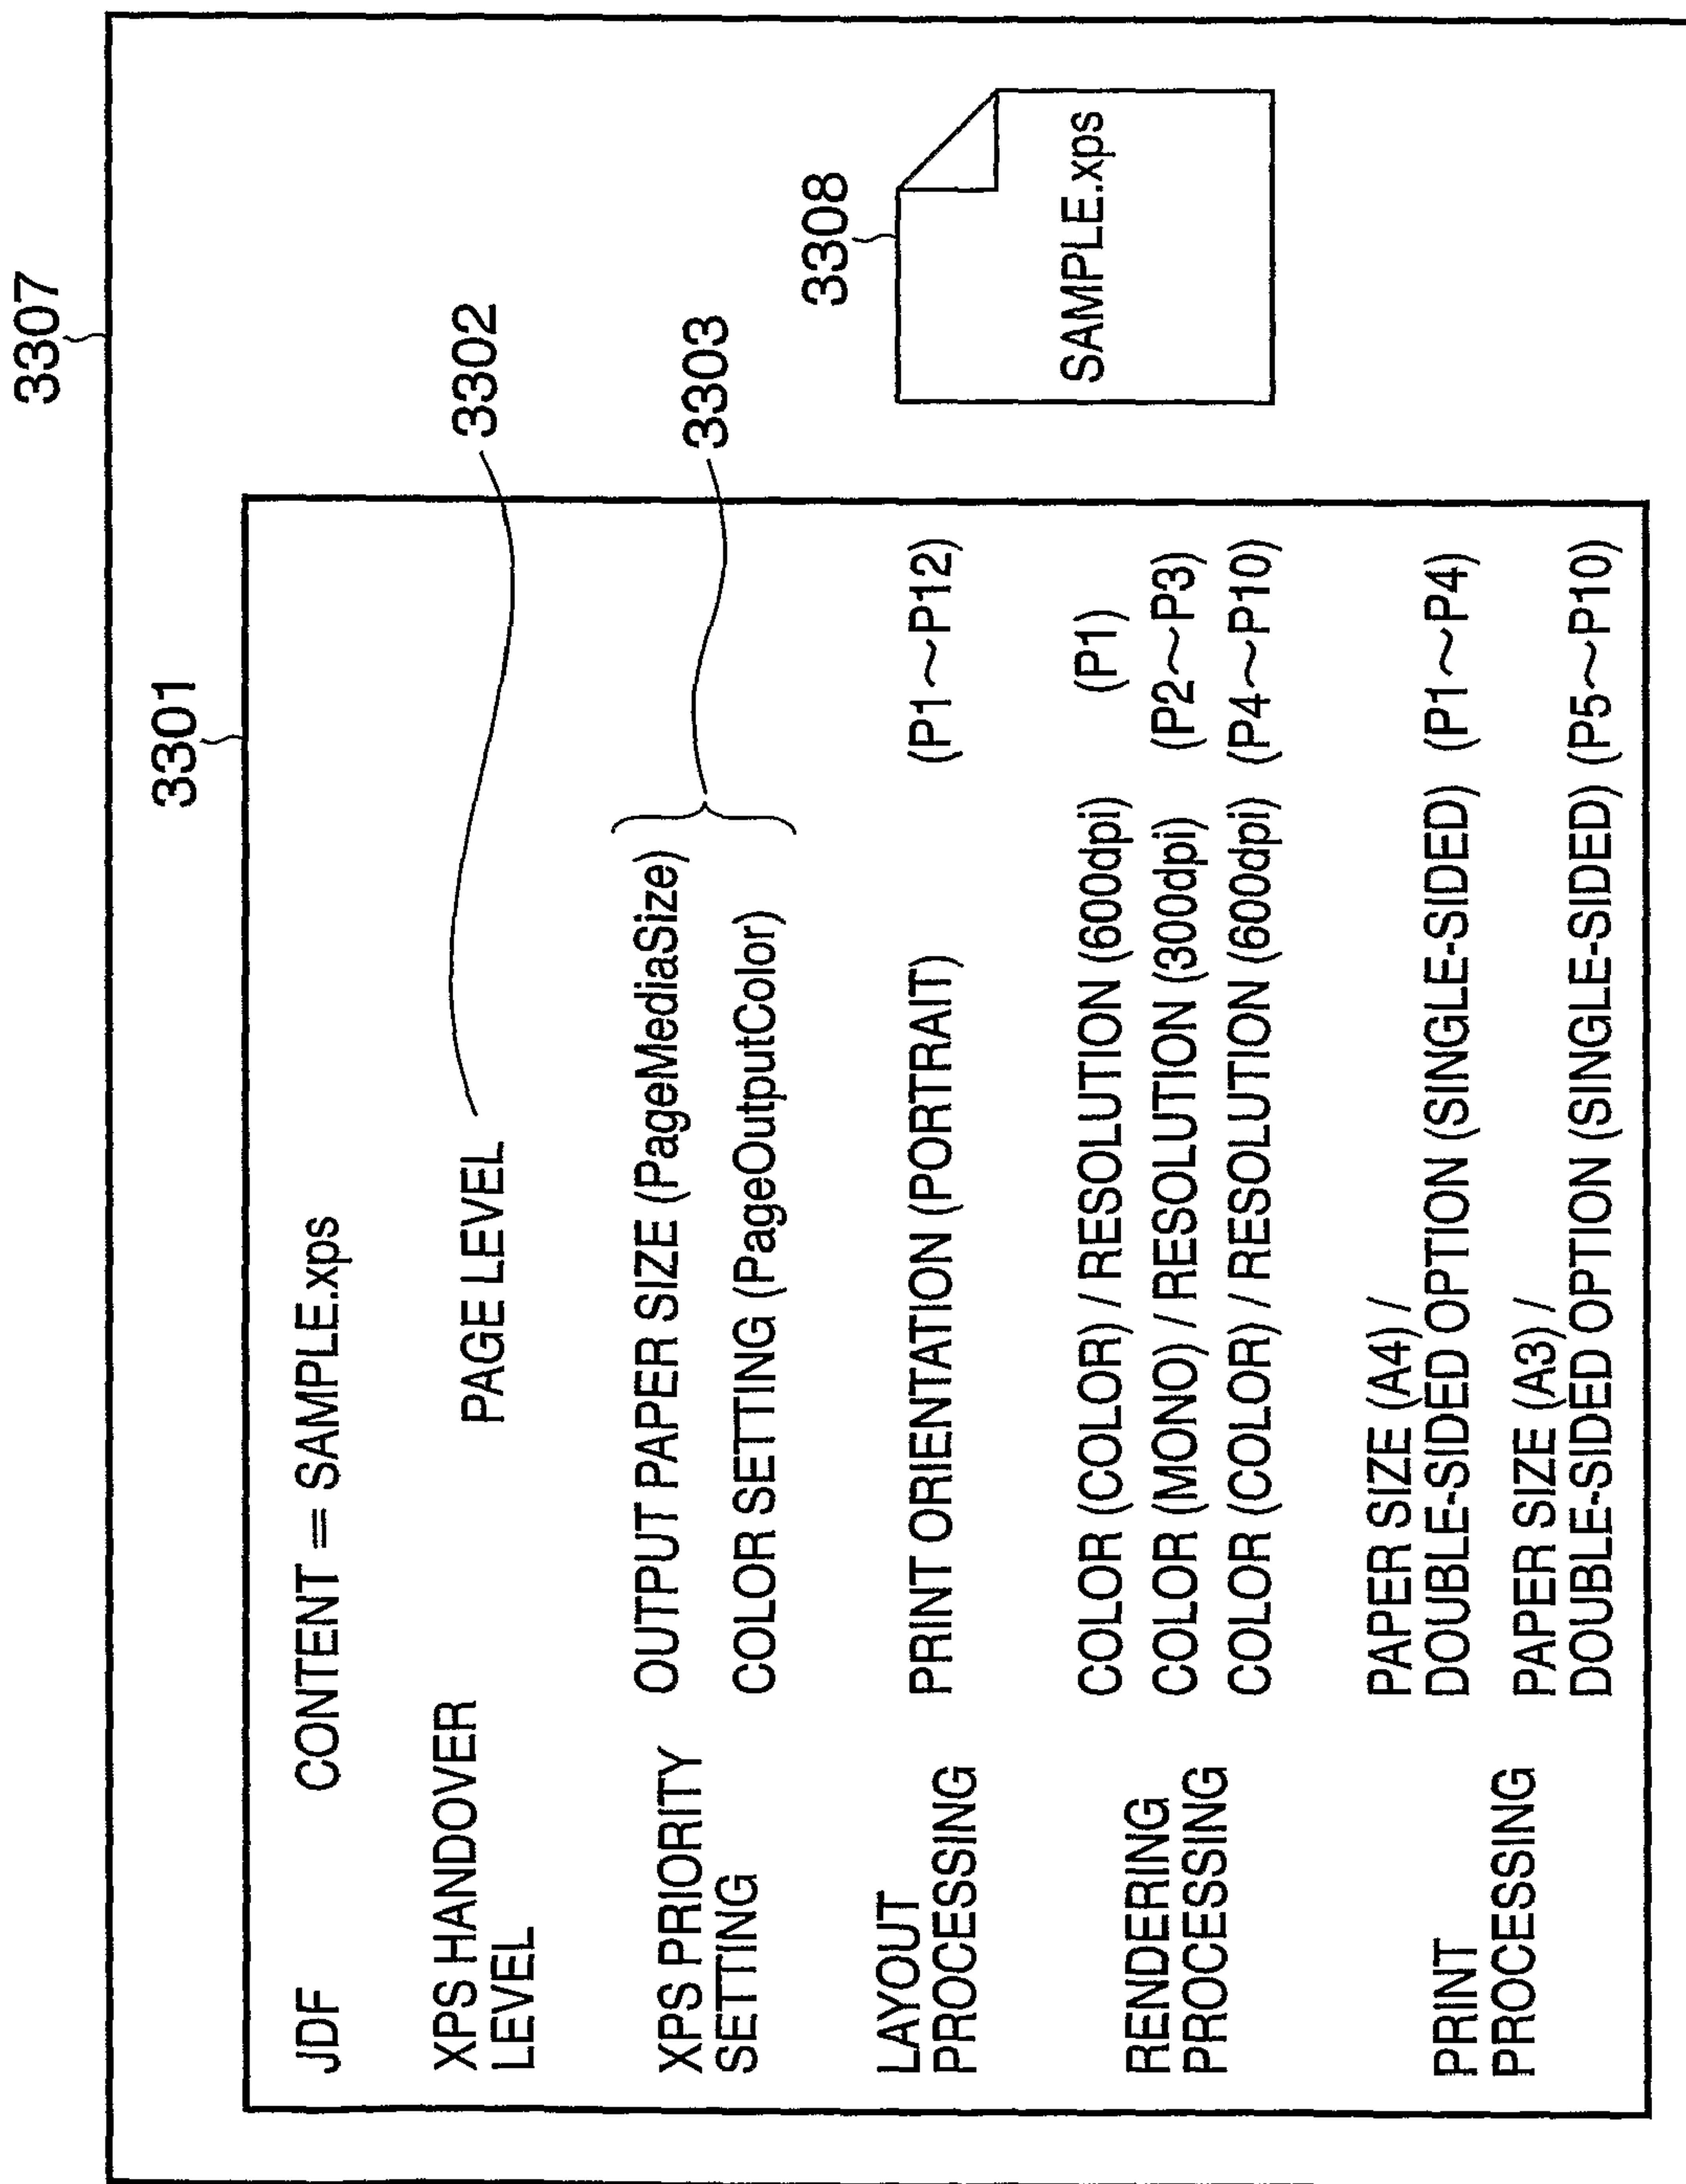 3307
3301
JDF CONTENT = SAMPLE.xps
XPS HANDOVER
LEVEL
PAGE LEVEL
3302
XPS PRIORITY
SETTING
OUTPUT PAPER SIZE (PageMediaSize)
COLOR SETTING (PageOutputColor)
3303
LAYOUT
PROCESSING
PRINT ORIENTATION (PORTRAIT) (P1~P12)
RENDERING
PROCESSING
COLOR (COLOR) / RESOLUTION (600dpi) (P1)
COLOR (MONO) / RESOLUTION (300dpi) (P2~P3)
COLOR (COLOR) / RESOLUTION (600dpi) (P4~P10)
PRINT
PROCESSING
PAPER SIZE (A4) /
DOUBLE-SIDED OPTION (SINGLE-SIDED) (P1~P4)
PAPER SIZE (A3) /
DOUBLE-SIDED OPTION (SINGLE-SIDED) (P5~P10)
3308
SAMPLE.xps